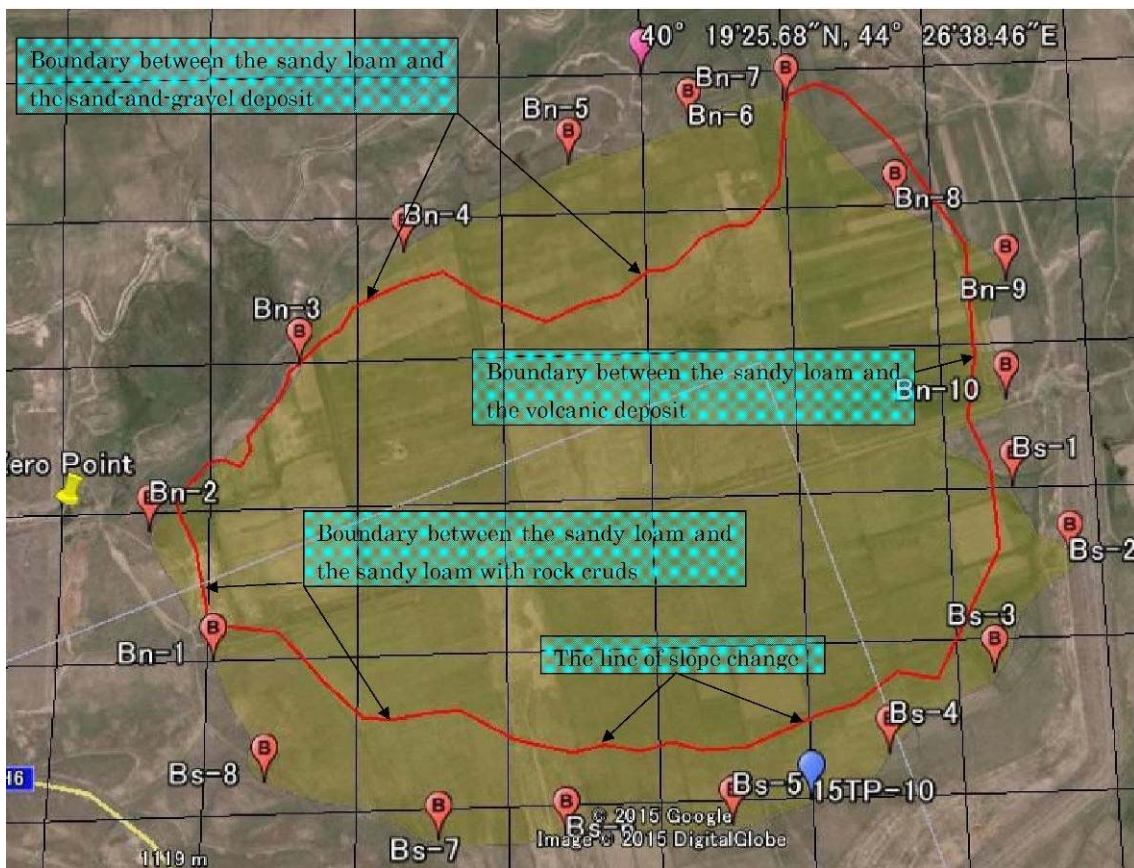 40° 19'25.68"N, 44° 26'38.46"E
Boundary between the sandy loam and
the sand-and-gravel deposit
Bn-7
Bn-6
Bn-5
Bn-8
Bn-4
Bn-9
Bn-3
Boundary between the sandy loam and
the volcanic deposit
Bn-10
Bs-1
Zero Point
Bn-2
Boundary between the sandy loam and
the sandy loam with rock cruds
Bs-2
Bs-3
Bn-1
The line of slope change
Bs-4
Bs-8
H6
Bs-5
15TP-10
Bs-6
© 2015 Google
Image © 2015 DigitalGlobe
Bs-7
1119 m